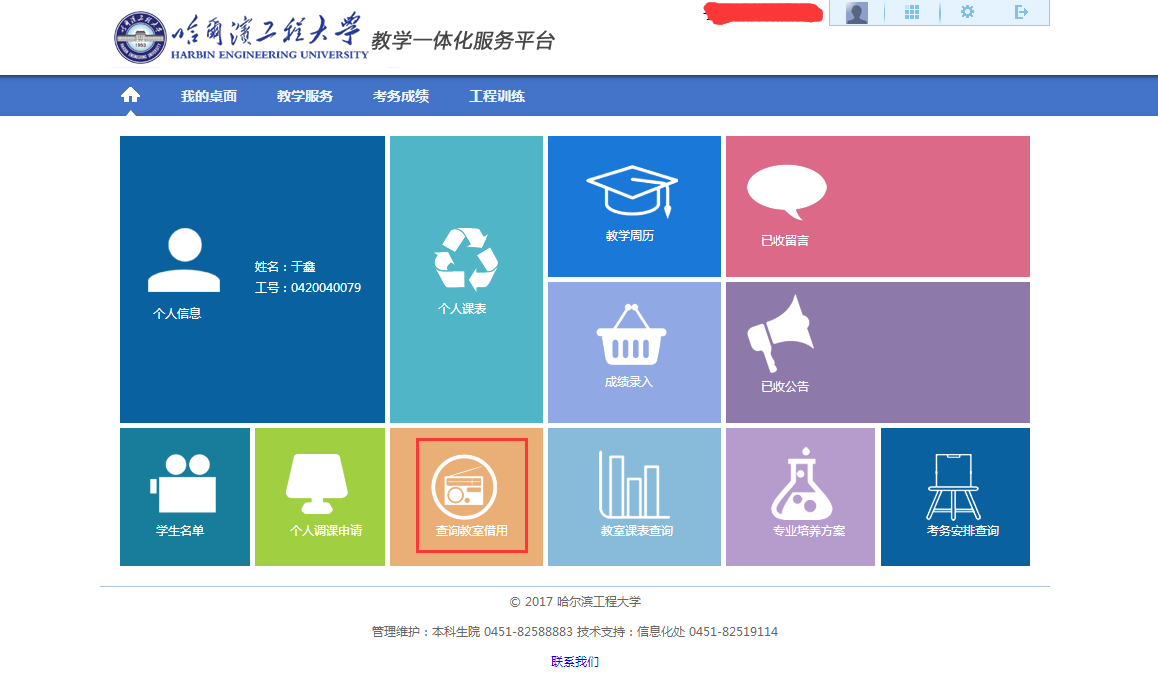 哈尔滨工程大学
HARBIN ENGINEERING UNIVERSITY
教学一体化服务平台
我的桌面 教学服务 考务成绩 工程训练
姓名：于鑫
工号：0420040079
个人信息
个人课表
教学周历
已收留言
成绩录入
已收公告
学生名单
个人调课申请
查询教室借用
教室课表查询
专业培养方案
考务安排查询
© 2017 哈尔滨工程大学
管理维护：本科生院 0451-82588883 技术支持：信息化处 0451-82519114
联系我们